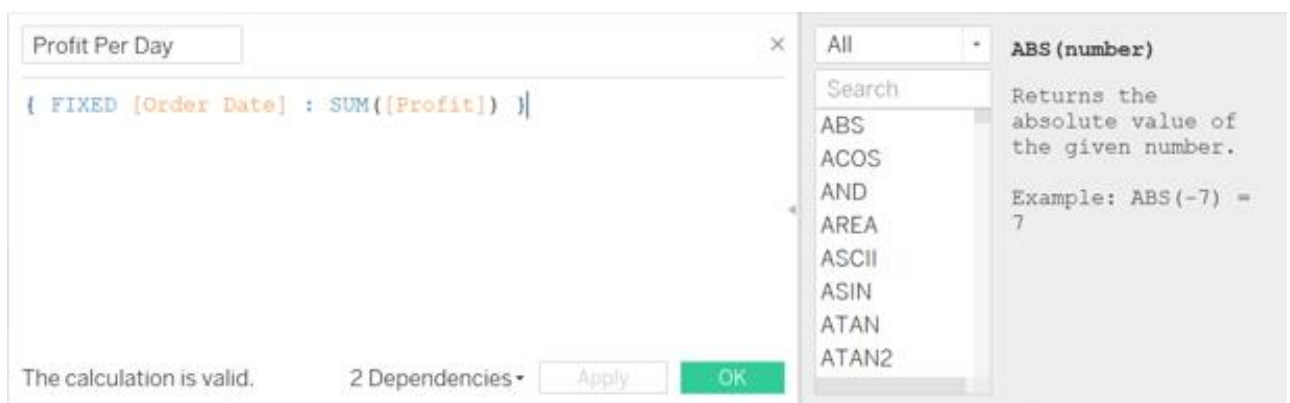 Profit Per Day
{ FIXED [Order Date] : SUM([Profit]) }
The calculation is valid.
2 Dependencies
Apply
OK
All
Search
ABS
ACOS
AND
AREA
ASCII
ASIN
ATAN
ATAN2
ABS(number)
Returns the
absolute value of
the given number.
Example: ABS(-7) =
7